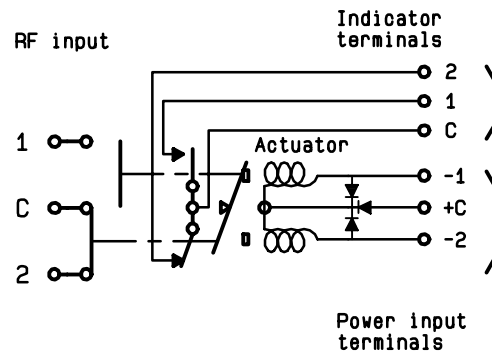 Indicator
terminals
RF input
2
1
C
Actuator
1
-1
C
+C
-2
2
Power input
terminals